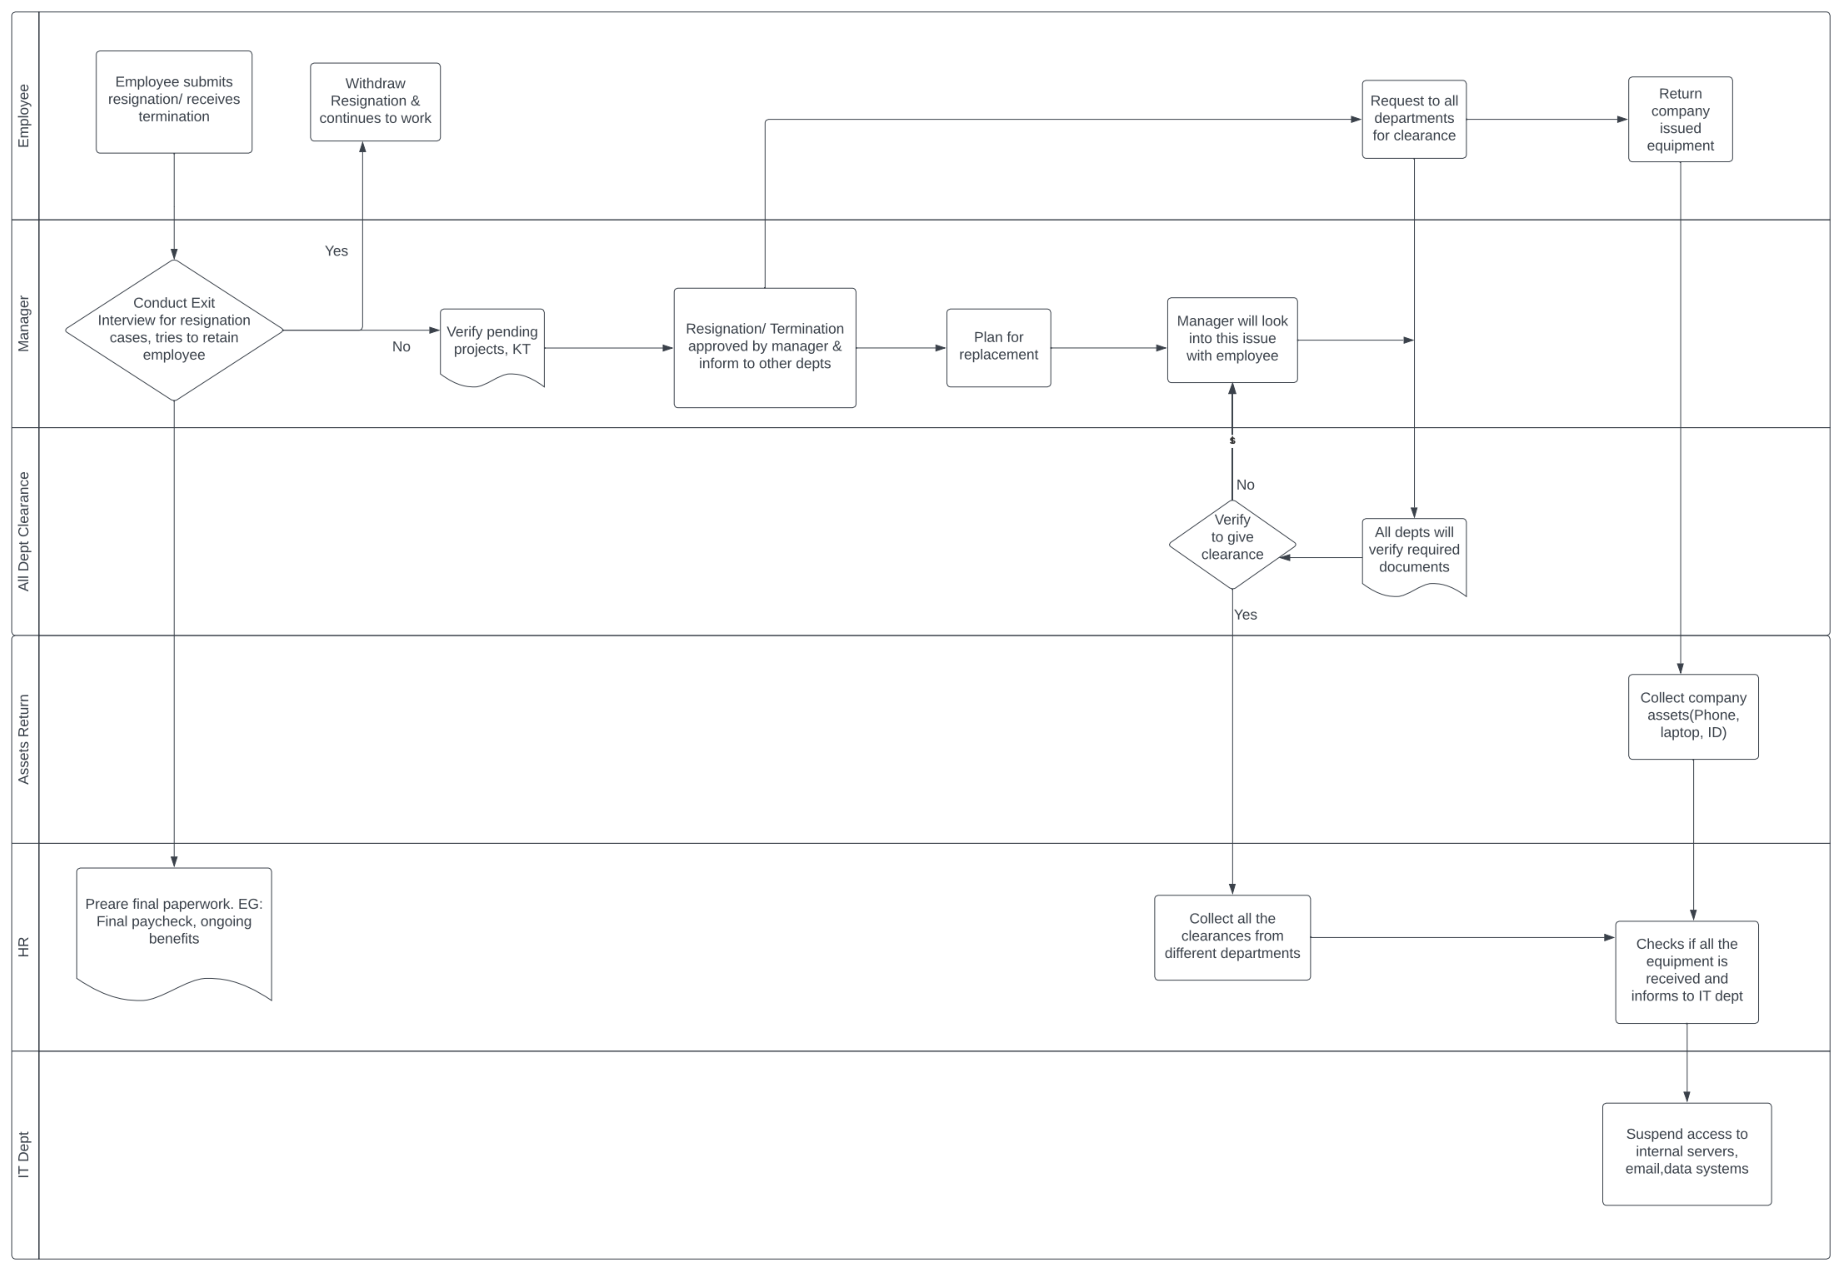 Employee
Employee submits
resignation/ receives
termination
Withdraw
Resignation &
continues to work
Request to all
departments
for clearance
Return
company
issued
equipment
Manager
Yes
Conduct Exit
Interview for resignation
cases, tries to retain
employee
No
Verify pending
projects, KT
Resignation/ Termination
approved by manager &
inform to other depts
Plan for
replacement
Manager will look
into this issue
with employee
All Dept Clearance
s
No
Verify
to give
clearance
All depts will
verify required
documents
Yes
Assets Return
Collect company
assets(Phone,
laptop, ID)
HR
Preare final paperwork. EG:
Final paycheck, ongoing
benefits
Collect all the
clearances from
different departments
Checks if all the
equipment is
received and
informs to IT dept
IT Dept
Suspend access to
internal servers,
email,data systems